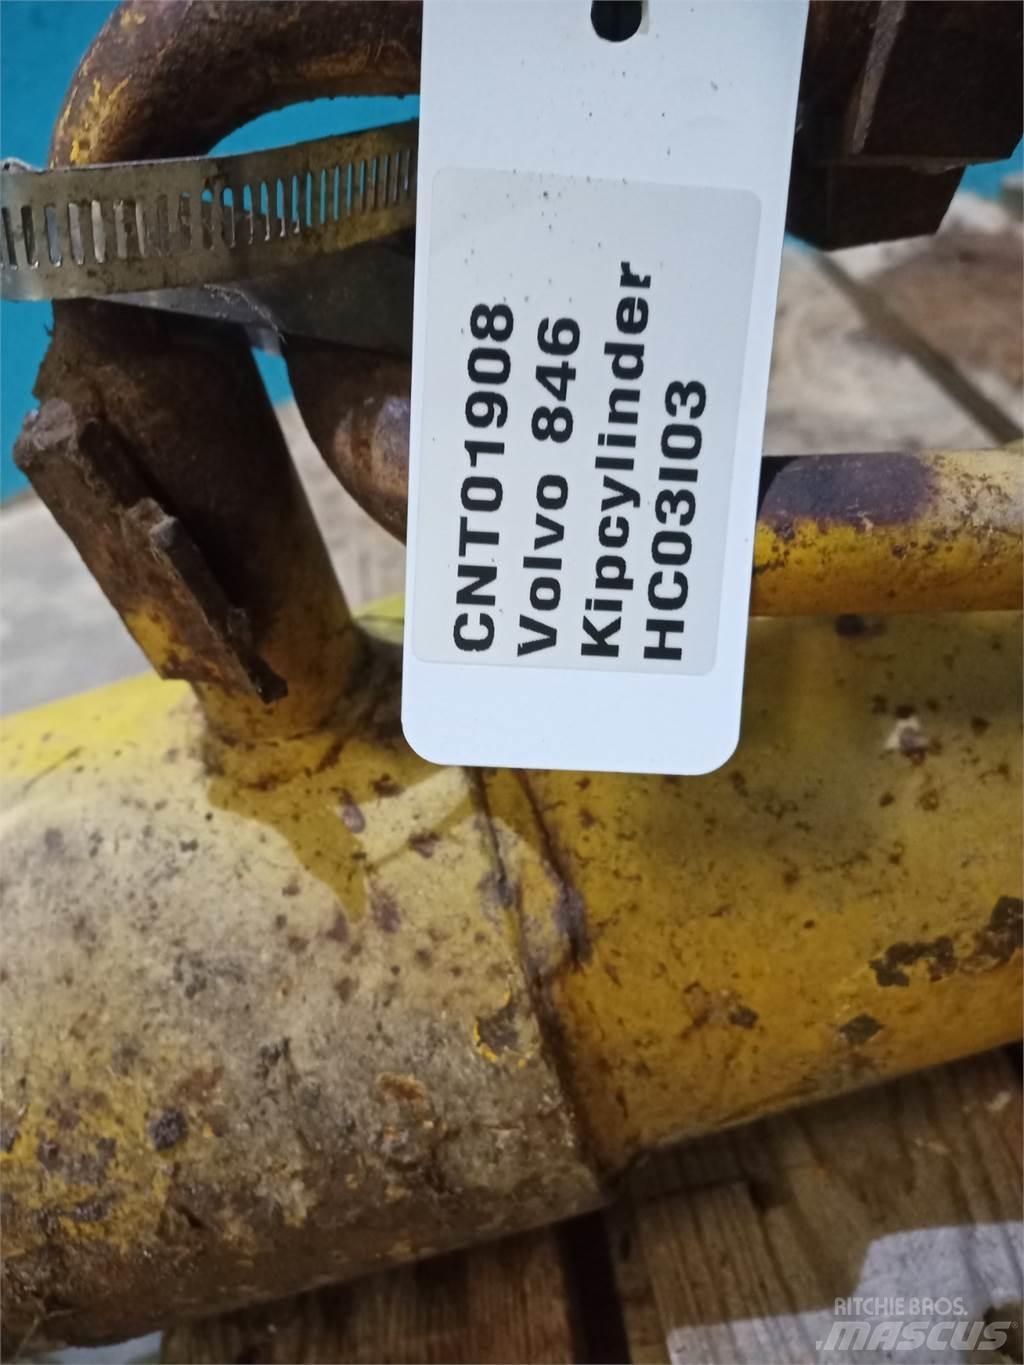 CNT01908
Volvo 846
Kipcylinder
HC03I03
RITCHIE BROS.
MASCUS